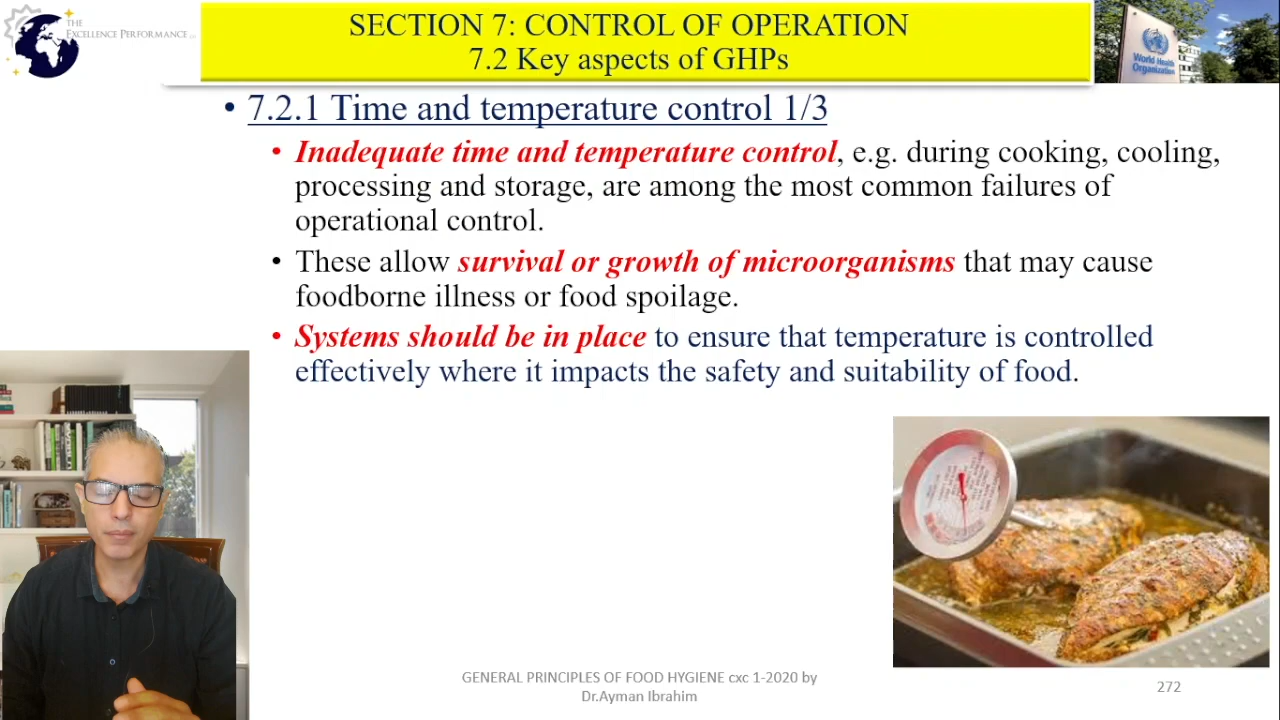 THE
EXCELLENCE PERFORMANCE
SECTION 7: CONTROL OF OPERATION
7.2 Key aspects of GHPs
World Health
Organization
• 7.2.1 Time and temperature control 1/3
• Inadequate time and temperature control, e.g. during cooking, cooling,
processing and storage, are among the most common failures of
operational control.
• These allow survival or growth of microorganisms that may cause
foodborne illness or food spoilage.
• Systems should be in place to ensure that temperature is controlled
effectively where it impacts the safety and suitability of food.
GENERAL PRINCIPLES OF FOOD HYGIENE cxc 1-2020 by
Dr.Ayman Ibrahim
272